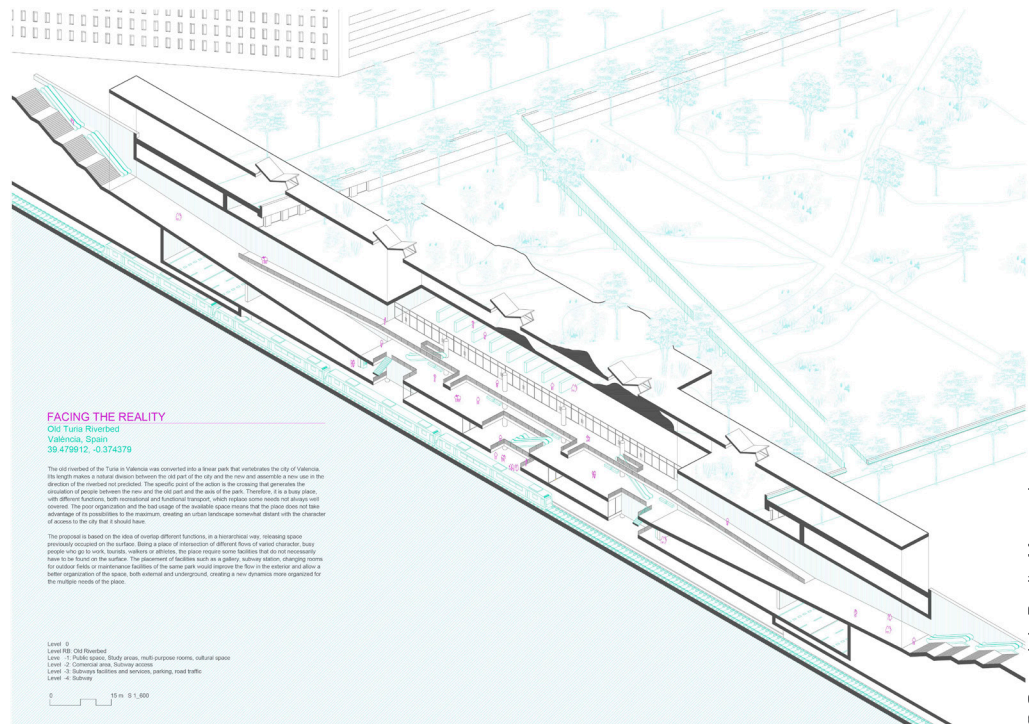 FACING THE REALITY
Old Turia Riverbed
València, Spain
39.479912, -0.374379
The old riverbed of the Turia in Valencia was converted into a linear park that vertebrates the city of Valencia.
Its length makes a natural division between the old part of the city and the new and assemble a new use in the
direction of the riverbed not predicted. The specific point of the action is the crossing that generates the
circulation of people between the new and the old part and the axis of the park. Therefore, it is a busy place,
with different functions, both recreational and functional transport, which replase some needs not always well
covered. The poor organization and the bad usage of the available space means that the place does not take
advantage of its possibilities to the maximum, creating an urban landscape somewhat distant with the character
of access to the city that it should have.
The proposal is based on the idea of overlap different functions, in a hierarchical way, releasing space
previously occupied on the surface. Being a place of intersection of different flows of varied character, busy
people who go to work, tourists, walkers or athletes, the place require some facilities that do not necessarily
have to be found on the surface. The placement of facilities such as a gallery, subway station, changing rooms
for outdoor fields or maintenance facilities of the same park would improve the flow in the exterior and allow a
better organization of the space, both external and underground, creating a new dynamics more organized for
the multiple needs of the place.
Level 0
Level RB: Old Riverbed
Leve -1: Public space, Study areas, multi-purpose rooms, cultural space
Level -2: Comercial area, Subway access
Level -3: Subways facilities and services, parking, road traffic
Level -4: Subway
0 15 m S 1_600